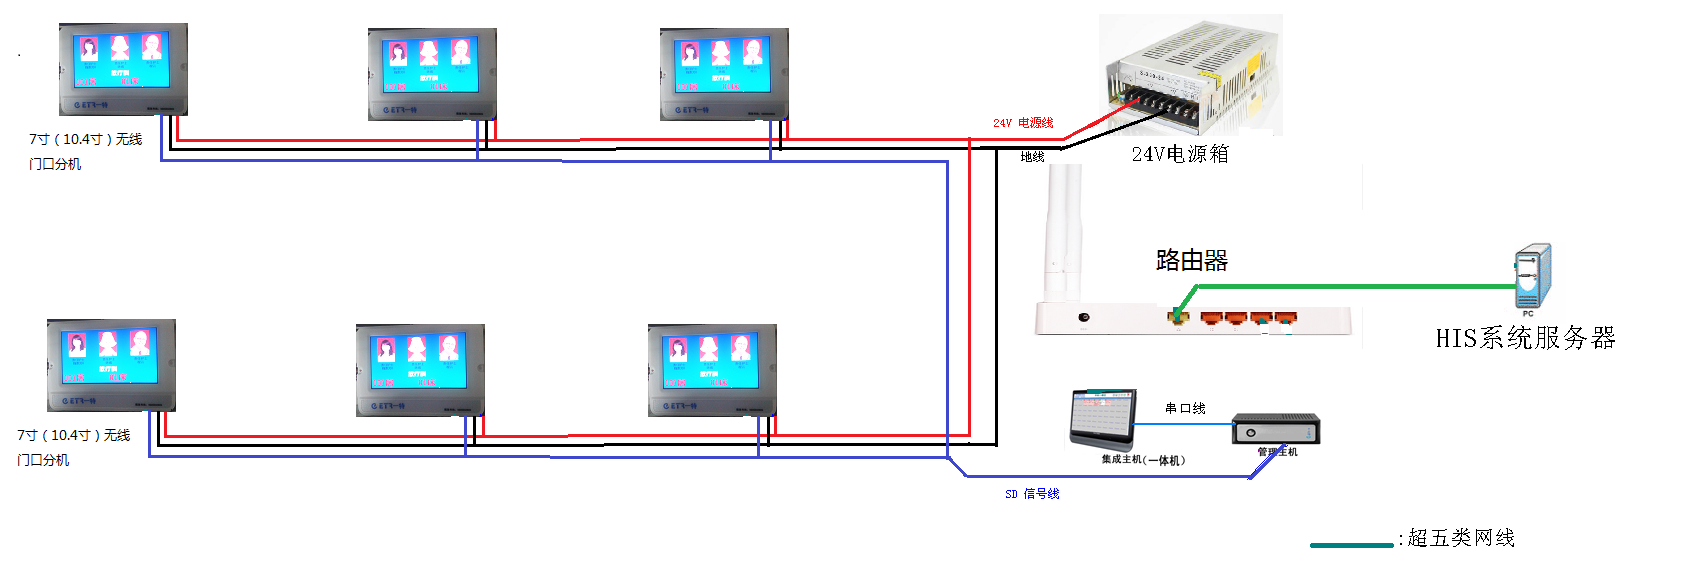 24V 电源线
地线
24V电源箱
7寸（10.4寸）无线
门口分机
路由器
PC
HIS系统服务器
7寸（10.4寸）无线
门口分机
串口线
集成主机(一体机)
管理主机
SD 信号线
:超五类网线